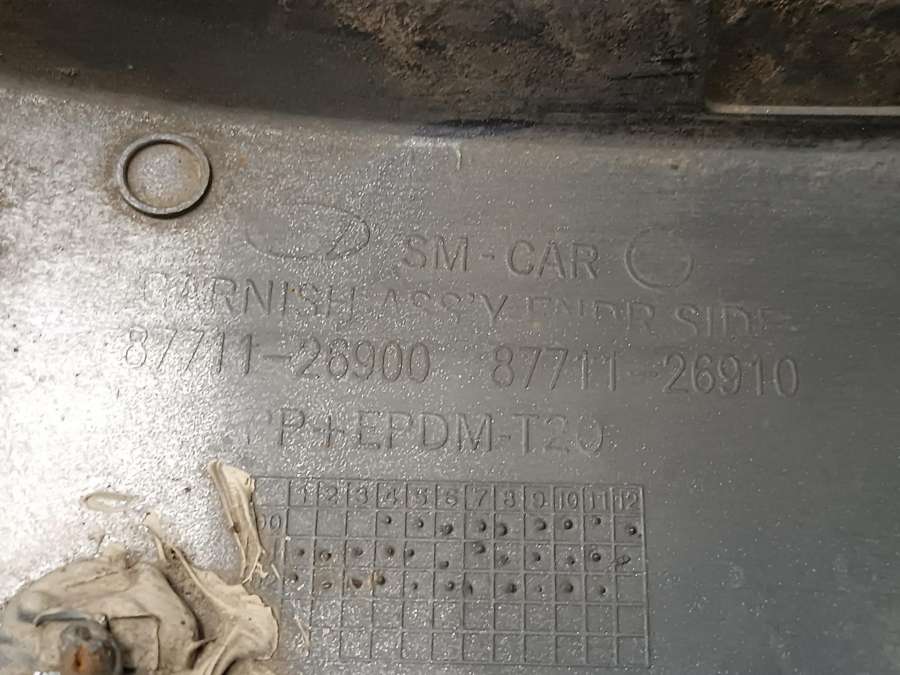 SM-CAR
GARNISH ASS'Y FNDR SIDE
87711-26900 87711-26910
PP+EPDM-T20
1 2 3 4 5 6 7 8 9 10 11 12
00